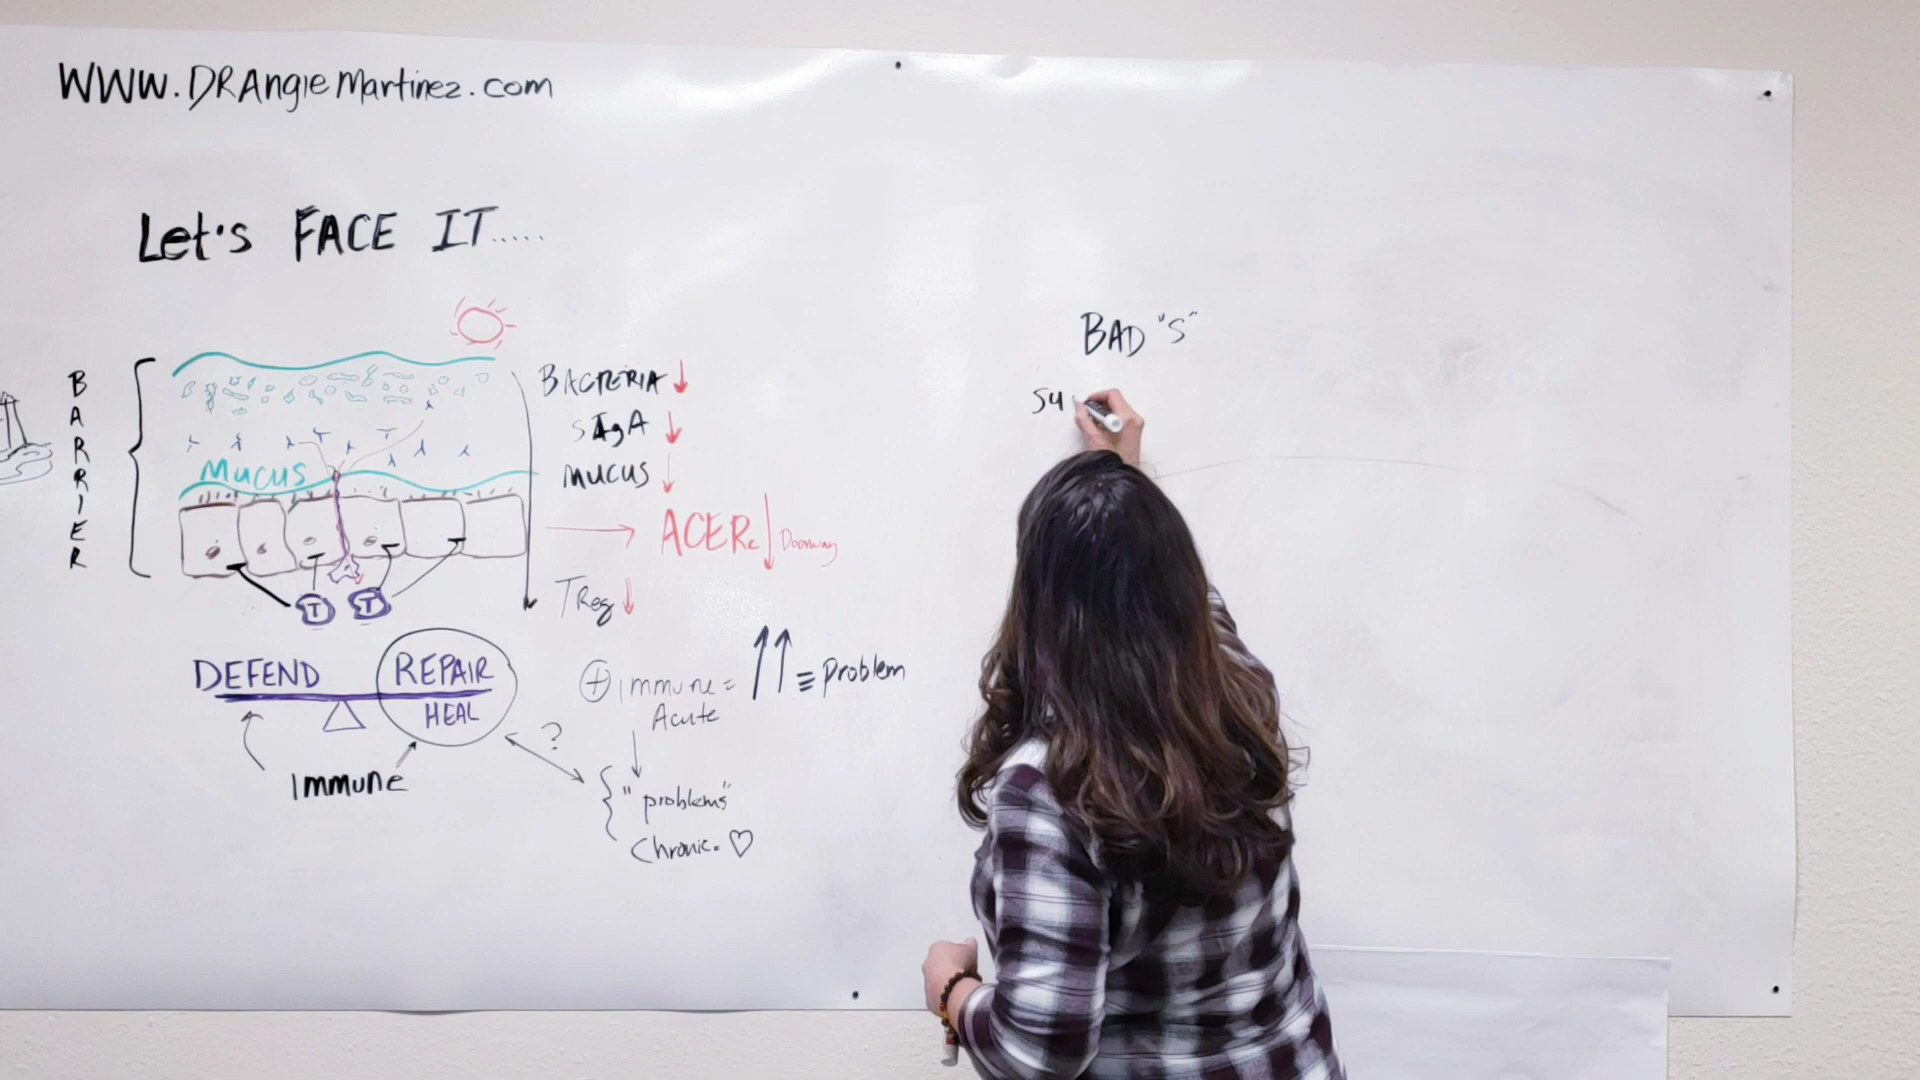 WWW.DRAngieMartinez.com
Let's FACE IT.....
BARRIER
Mucus
T T
BACTERIA ↓
SIgA ↓
MUCUS ↓
→ ACER2 ↓ Doorway
TReg ↓
DEFEND REPAIR
HEAL
Immune
?
⊕ immune = ↑↑ ≡ problem
Acute
"problems"
Chronic. ♡
BAD "S"
Su